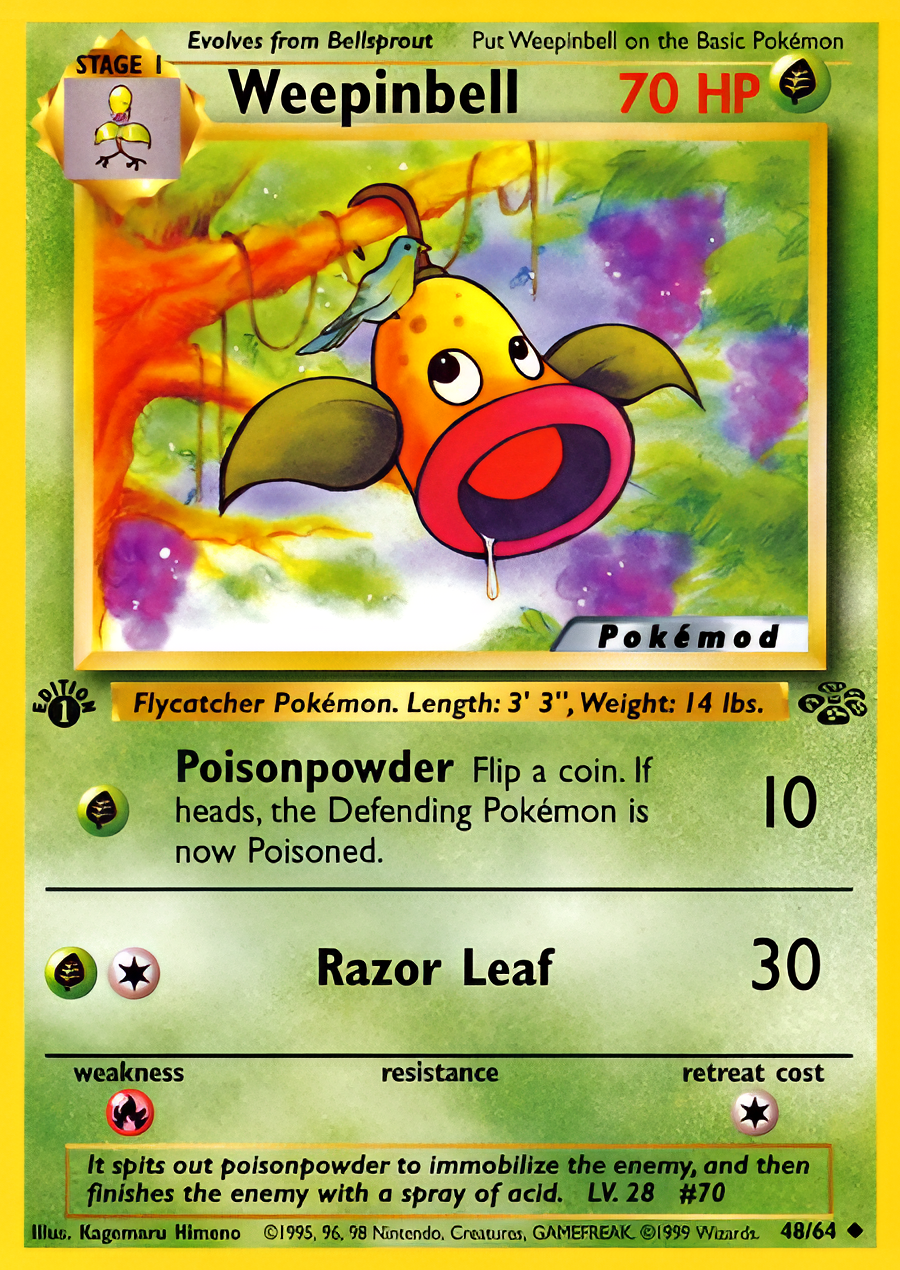 Evolves from Bellsprout Put Weepinbell on the Basic Pokémon
STAGE 1
Weepinbell 70 HP
Pokémod
EDITION 1
Flycatcher Pokémon. Length: 3' 3", Weight: 14 lbs.
Poisonpowder Flip a coin. If
heads, the Defending Pokémon is
now Poisoned.
10
Razor Leaf 30
weakness resistance retreat cost
It spits out poisonpowder to immobilize the enemy, and then
finishes the enemy with a spray of acid. LV. 28 #70
Illus. Kagemaru Himeno ©1995, 96, 98 Nintendo, Creatures, GAMEFREAK. ©1999 Wizards. 48/64